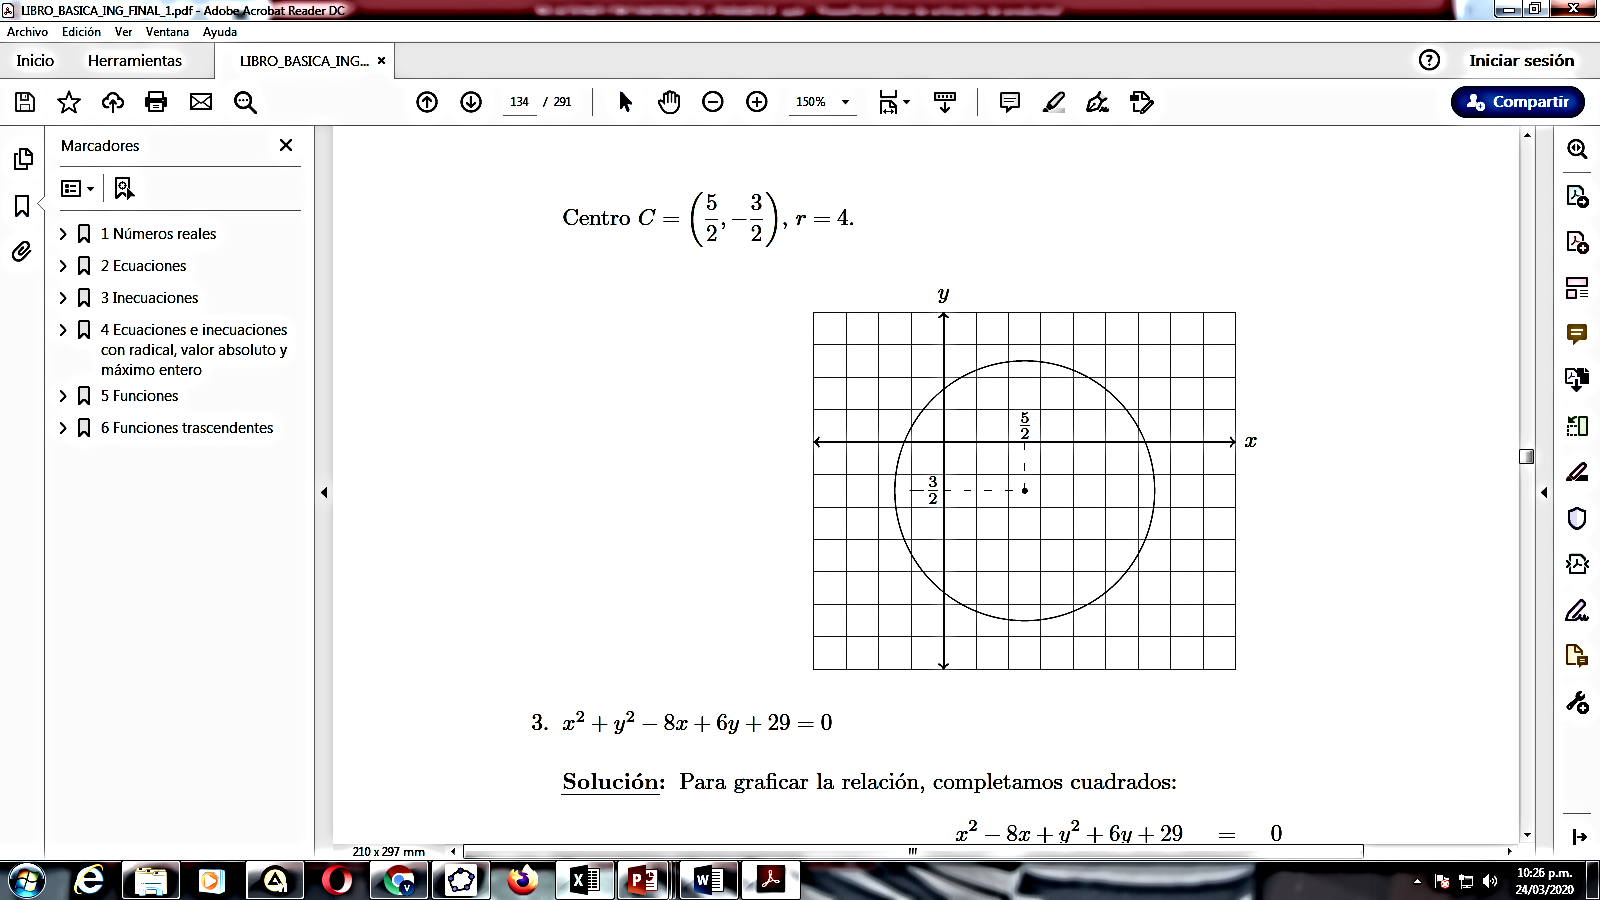 LIBRO_BASICA_ING_FINAL_1.pdf - Adobe Acrobat Reader DC
Archivo Edición Ver Ventana Ayuda
Inicio Herramientas LIBRO_BASICA_ING... × Iniciar sesión
134 / 291 150% Compartir
Marcadores
1 Números reales
2 Ecuaciones
3 Inecuaciones
4 Ecuaciones e inecuaciones
con radical, valor absoluto y
máximo entero
5 Funciones
6 Funciones trascendentes
Centro C = (5/2, −3/2), r = 4.
y
5/2
x
−3/2
3. x² + y² − 8x + 6y + 29 = 0
Solución: Para graficar la relación, completamos cuadrados:
x² − 8x + y² + 6y + 29 = 0
210 x 297 mm
10:26 p.m.
24/03/2020